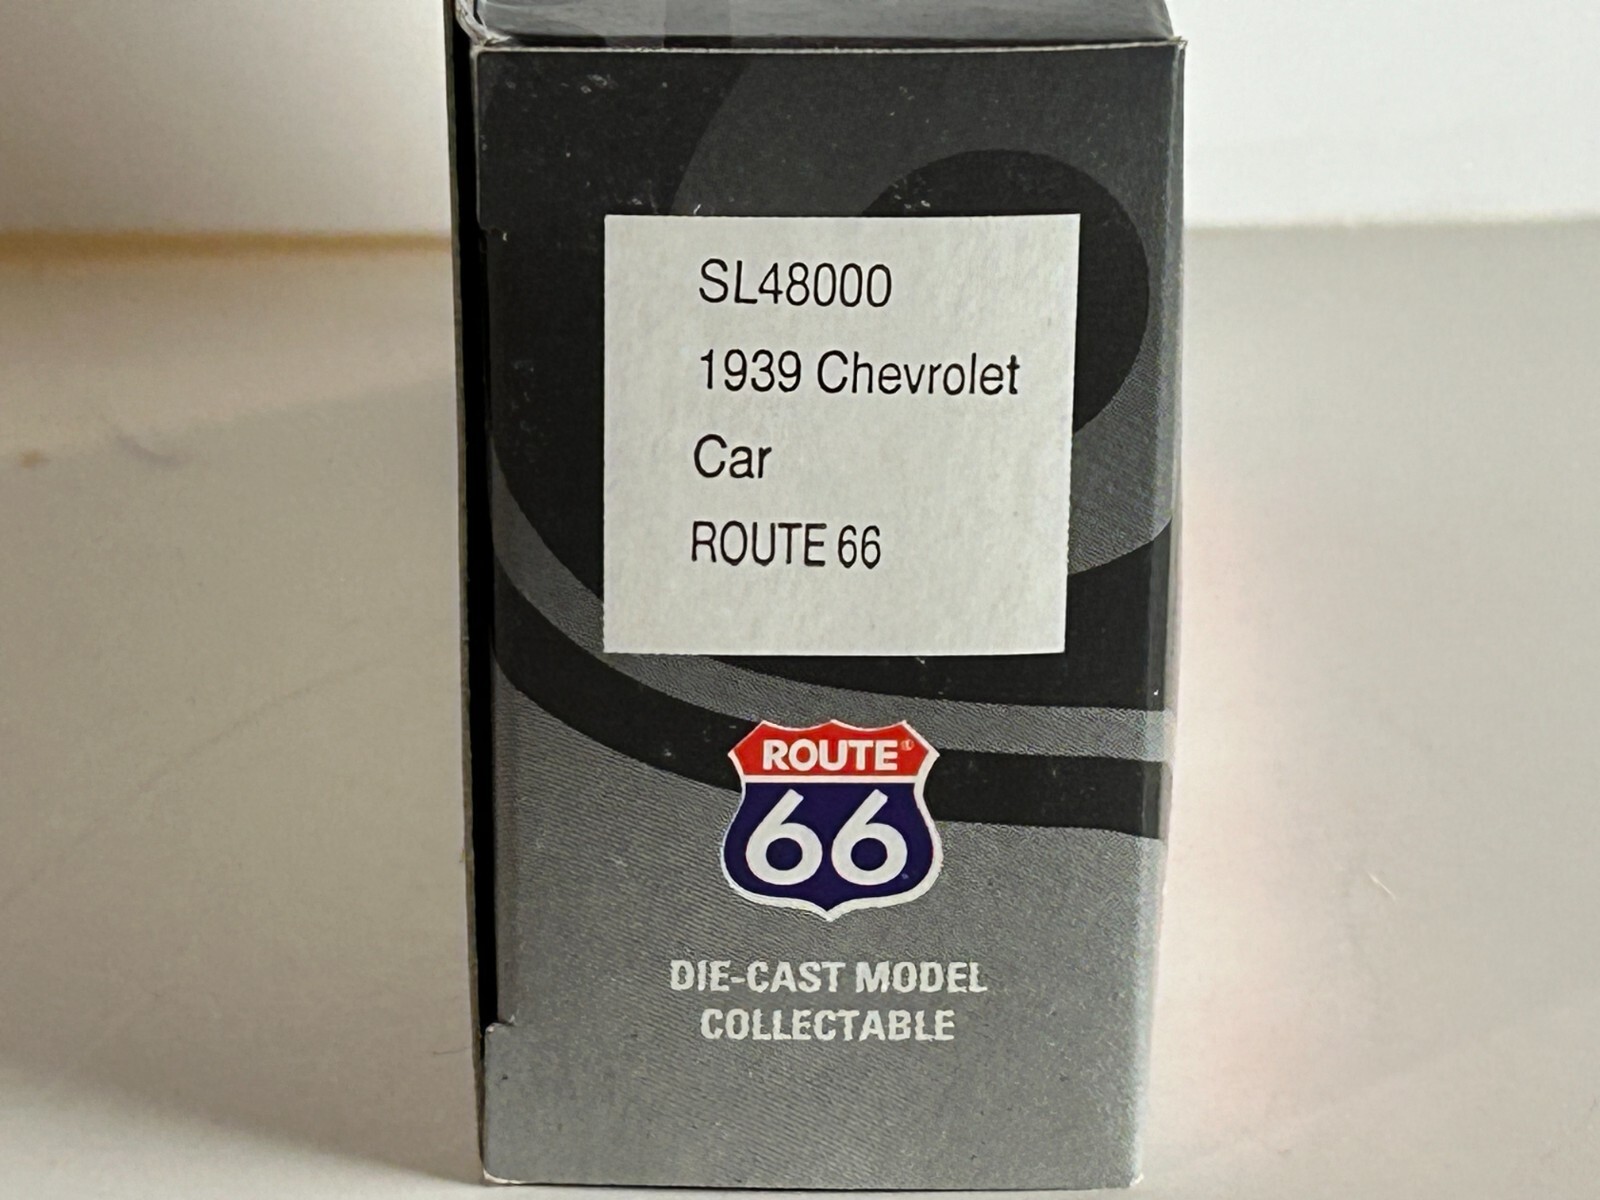 SL48000
1939 Chevrolet
Car
ROUTE 66
ROUTE®
66
DIE-CAST MODEL
COLLECTABLE